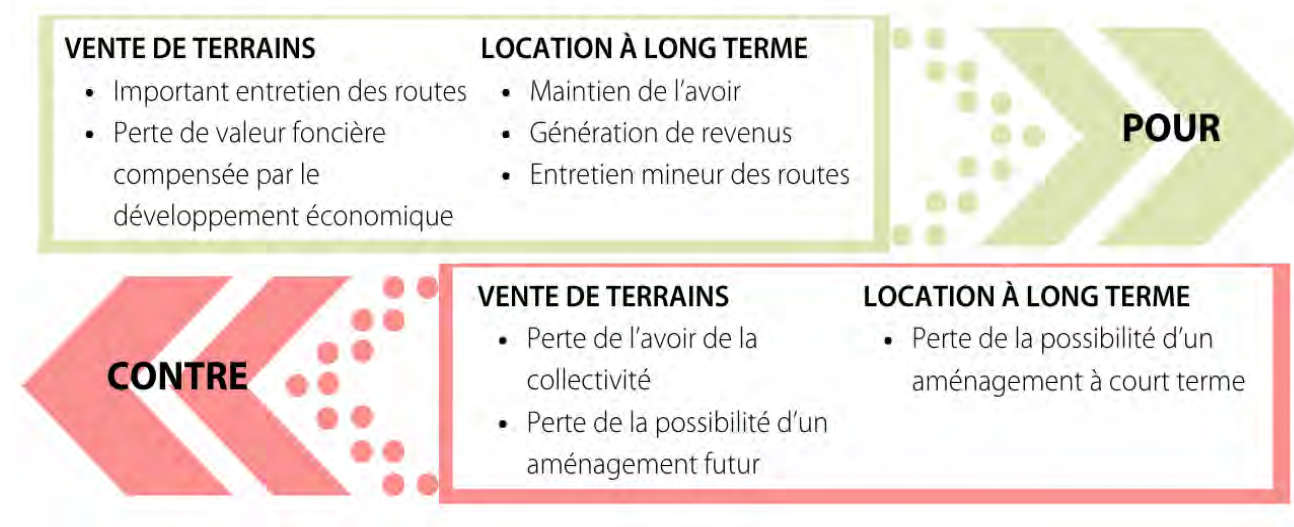 VENTE DE TERRAINS
• Important entretien des routes
• Perte de valeur foncière
compensée par le
développement économique
LOCATION À LONG TERME
• Maintien de l'avoir
• Génération de revenus
• Entretien mineur des routes
POUR
CONTRE
VENTE DE TERRAINS
• Perte de l'avoir de la
collectivité
• Perte de la possibilité d'un
aménagement futur
LOCATION À LONG TERME
• Perte de la possibilité d'un
aménagement à court terme